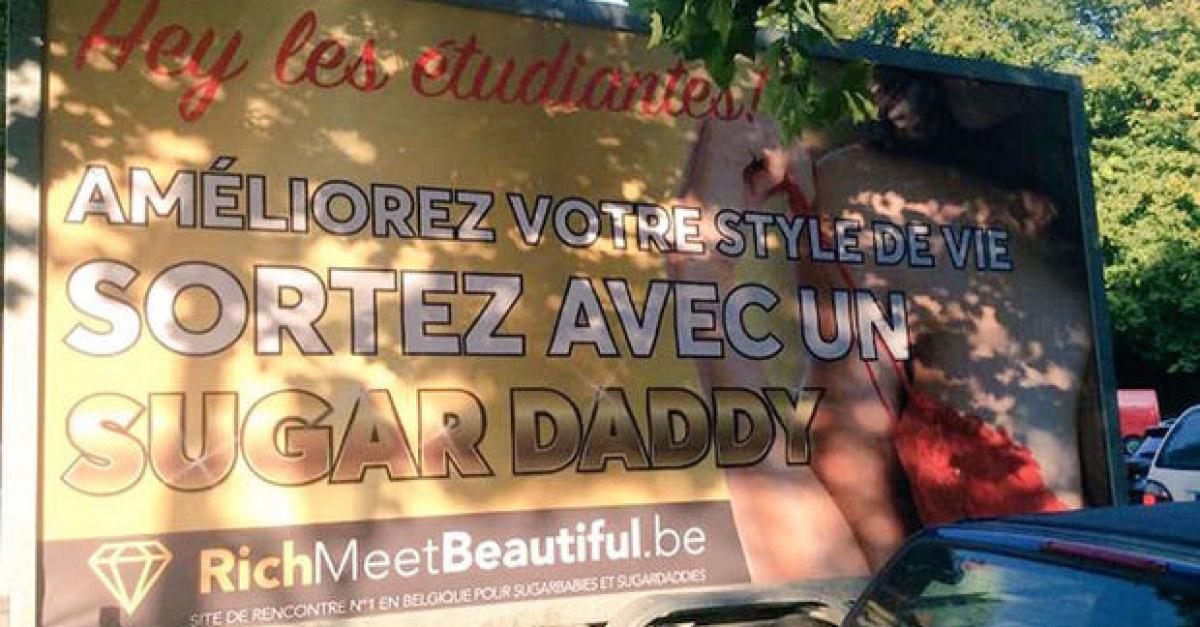 Hey les étudiantes!
AMÉLIOREZ VOTRE STYLE DE VIE
SORTEZ AVEC UN
SUGAR DADDY
RichMeetBeautiful.be
SITE DE RENCONTRE N°1 EN BELGIQUE POUR SUGARBABIES ET SUGARDADDIES